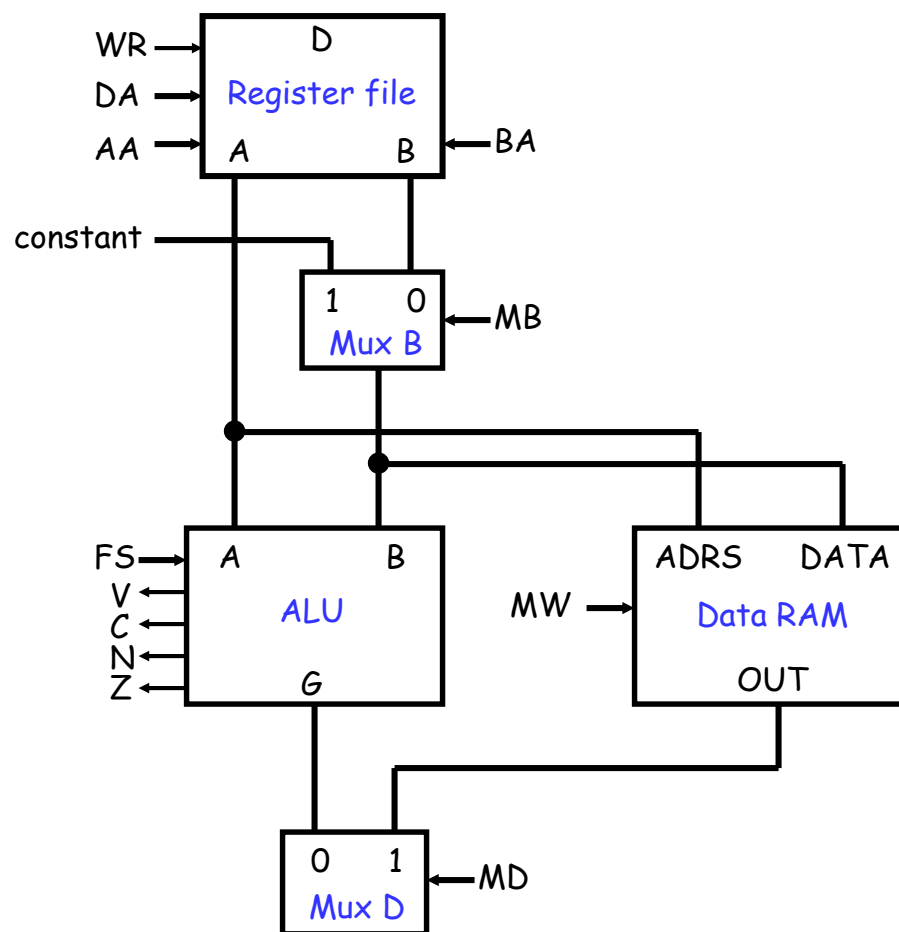 D
WR
Register file
DA
AA
A
B
BA
constant
1
0
MB
Mux B
FS
A
B
ADRS
DATA
V
ALU
MW
Data RAM
C
N
Z
G
OUT
0
1
MD
Mux D